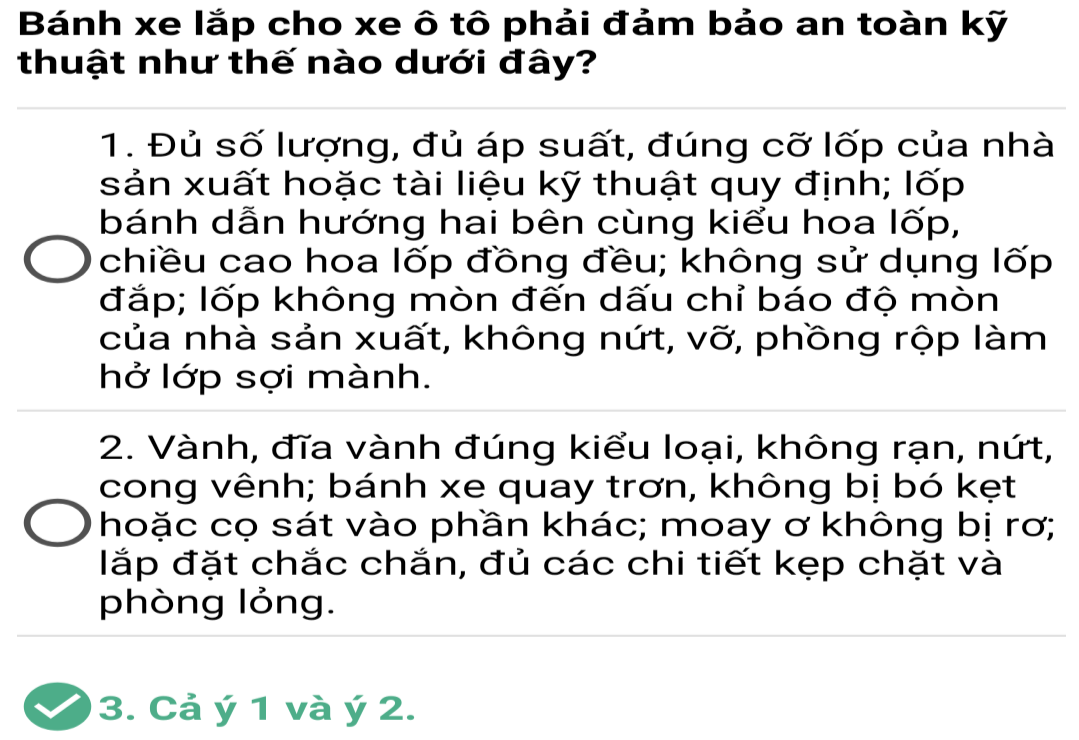 Bánh xe lắp cho xe ô tô phải đảm bảo an toàn kỹ
thuật như thế nào dưới đây?
1. Đủ số lượng, đủ áp suất, đúng cỡ lốp của nhà
sản xuất hoặc tài liệu kỹ thuật quy định; lốp
bánh dẫn hướng hai bên cùng kiểu hoa lốp,
chiều cao hoa lốp đồng đều; không sử dụng lốp
đắp; lốp không mòn đến dấu chỉ báo độ mòn
của nhà sản xuất, không nứt, vỡ, phồng rộp làm
hở lớp sợi mành.
2. Vành, đĩa vành đúng kiểu loại, không rạn, nứt,
cong vênh; bánh xe quay trơn, không bị bó kẹt
hoặc cọ sát vào phần khác; moay ơ không bị rơ;
lắp đặt chắc chắn, đủ các chi tiết kẹp chặt và
phòng lỏng.
3. Cả ý 1 và ý 2.